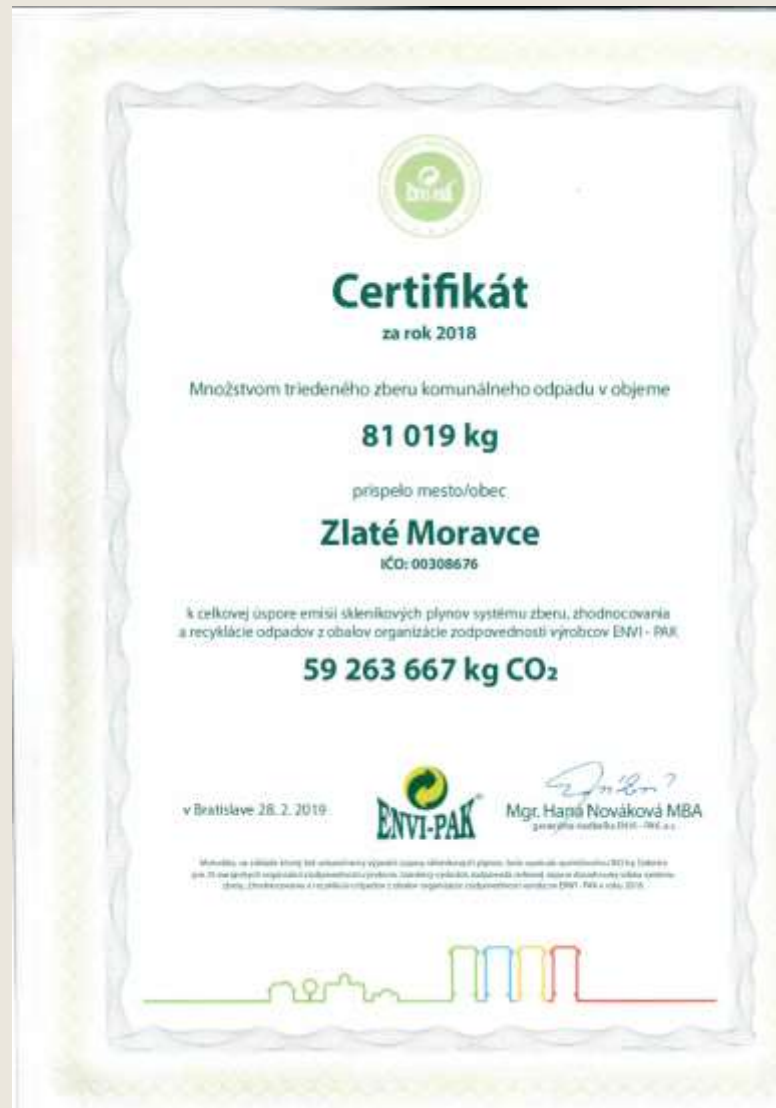 ENVI-PAK
Certifikát
za rok 2018
Množstvom triedeného zberu komunálneho odpadu v objeme
81 019 kg
prispelo mesto/obec
Zlaté Moravce
IČO: 00308676
k celkovej úspore emisií skleníkových plynov systému zberu, zhodnocovania
a recyklácie odpadov z obalov organizácie zodpovednosti výrobcov ENVI - PAK
59 263 667 kg CO₂
v Bratislave 28. 2. 2019
ENVI-PAK
Mgr. Hana Nováková MBA